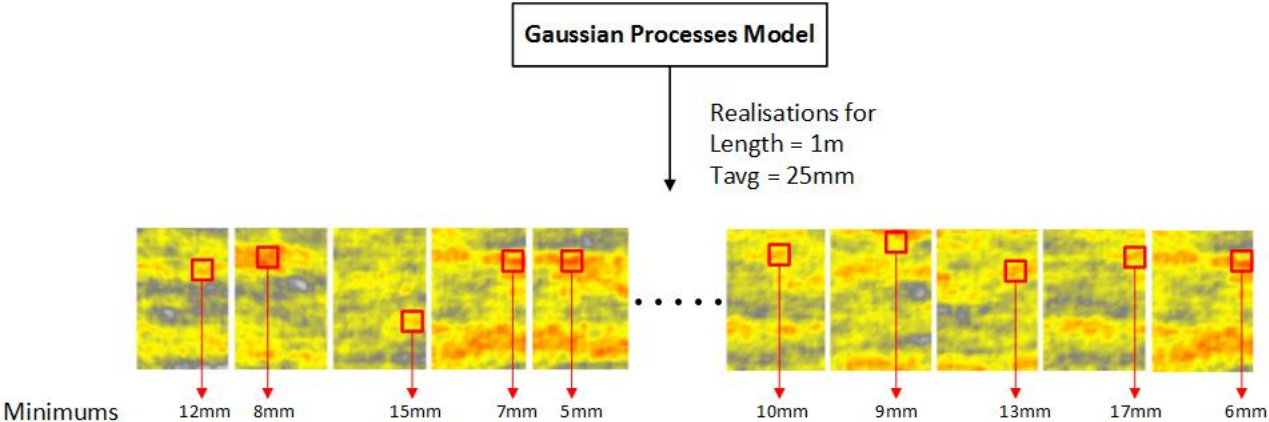 Gaussian Processes Model
Realisations for
Length = 1m
Tavg = 25mm
Minimums 12mm 8mm 15mm 7mm 5mm 10mm 9mm 13mm 17mm 6mm